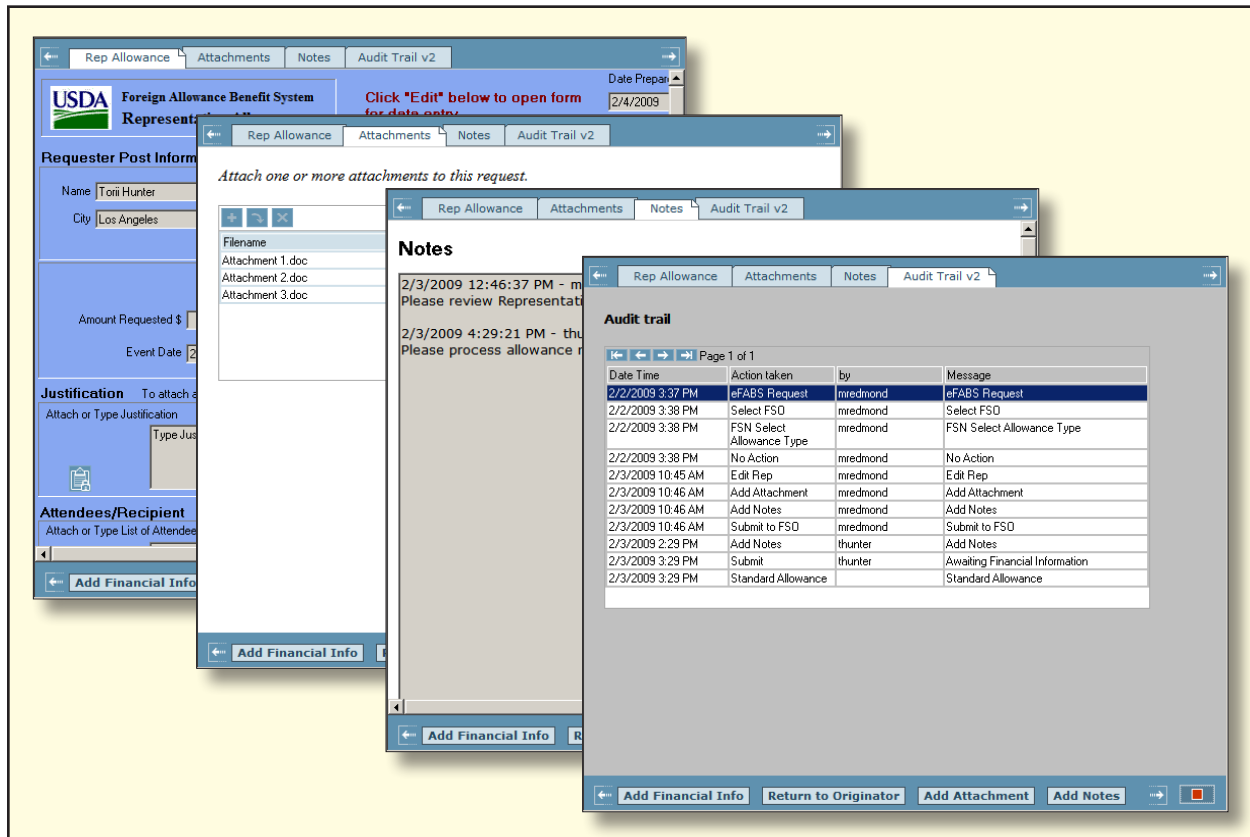 Rep Allowance Attachments Notes Audit Trail v2
USDA
Foreign Allowance Benefit System
Click "Edit" below to open form
for data entry
Date Prepar
2/4/2009
Requester Post Inform
Name Torii Hunter
City Los Angeles
Amount Requested $
Event Date 2
Justification To attach a
Attach or Type Justification
Type Jus
Attendees/Recipient
Attach or Type List of Attendee
Add Financial Info
Rep Allowance Attachments Notes Audit Trail v2
Attach one or more attachments to this request.
Filename
Attachment 1.doc
Attachment 2.doc
Attachment 3.doc
Add Financial Info
Rep Allowance Attachments Notes Audit Trail v2
Notes
2/3/2009 12:46:37 PM - m
Please review Representati
2/3/2009 4:29:21 PM - thu
Please process allowance r
Add Financial Info R
Rep Allowance Attachments Notes Audit Trail v2
Audit trail
Page 1 of 1
Date Time Action taken by Message
2/2/2009 3:37 PM eFABS Request mredmond eFABS Request
2/2/2009 3:38 PM Select FSO mredmond Select FSO
2/2/2009 3:38 PM FSN Select mredmond FSN Select Allowance Type
Allowance Type
2/2/2009 3:38 PM No Action mredmond No Action
2/3/2009 10:45 AM Edit Rep mredmond Edit Rep
2/3/2009 10:46 AM Add Attachment mredmond Add Attachment
2/3/2009 10:46 AM Add Notes mredmond Add Notes
2/3/2009 10:46 AM Submit to FSO mredmond Submit to FSO
2/3/2009 2:29 PM Add Notes thunter Add Notes
2/3/2009 3:29 PM Submit thunter Awaiting Financial Information
2/3/2009 3:29 PM Standard Allowance Standard Allowance
Add Financial Info Return to Originator Add Attachment Add Notes